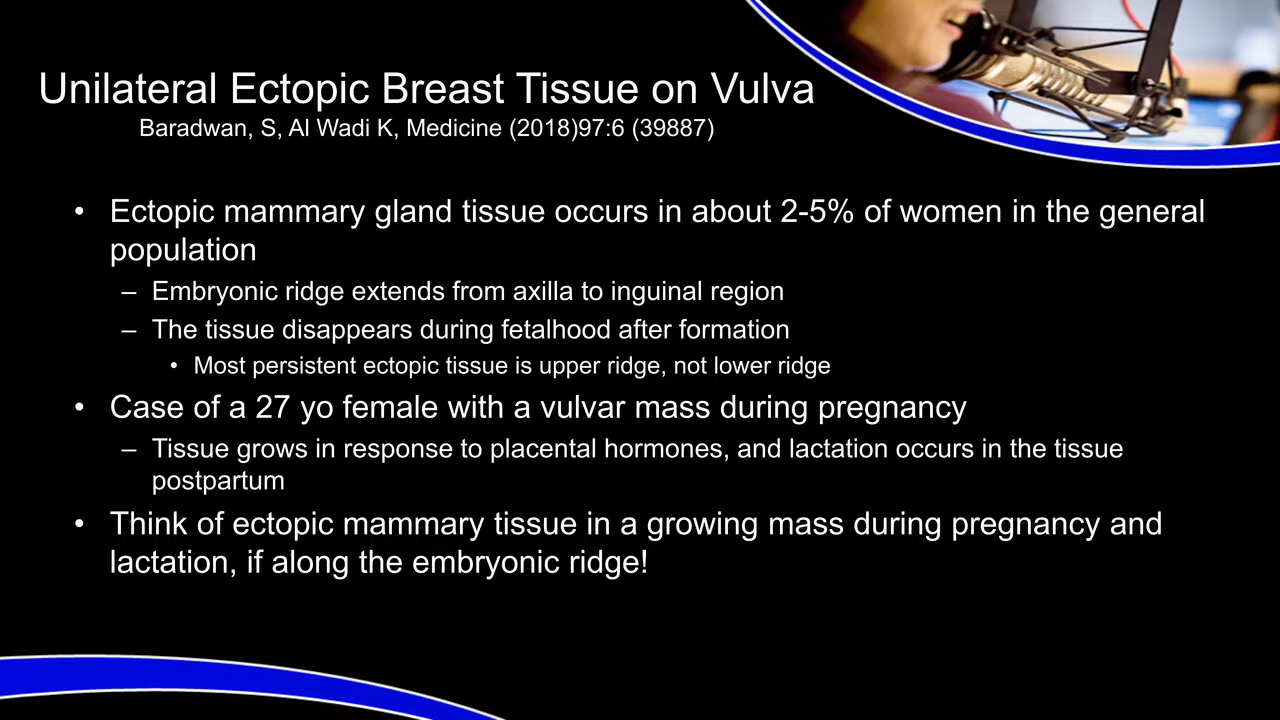 Unilateral Ectopic Breast Tissue on Vulva
Baradwan, S, Al Wadi K, Medicine (2018)97:6 (39887)
• Ectopic mammary gland tissue occurs in about 2-5% of women in the general
population
– Embryonic ridge extends from axilla to inguinal region
– The tissue disappears during fetalhood after formation
• Most persistent ectopic tissue is upper ridge, not lower ridge
• Case of a 27 yo female with a vulvar mass during pregnancy
– Tissue grows in response to placental hormones, and lactation occurs in the tissue
postpartum
• Think of ectopic mammary tissue in a growing mass during pregnancy and
lactation, if along the embryonic ridge!